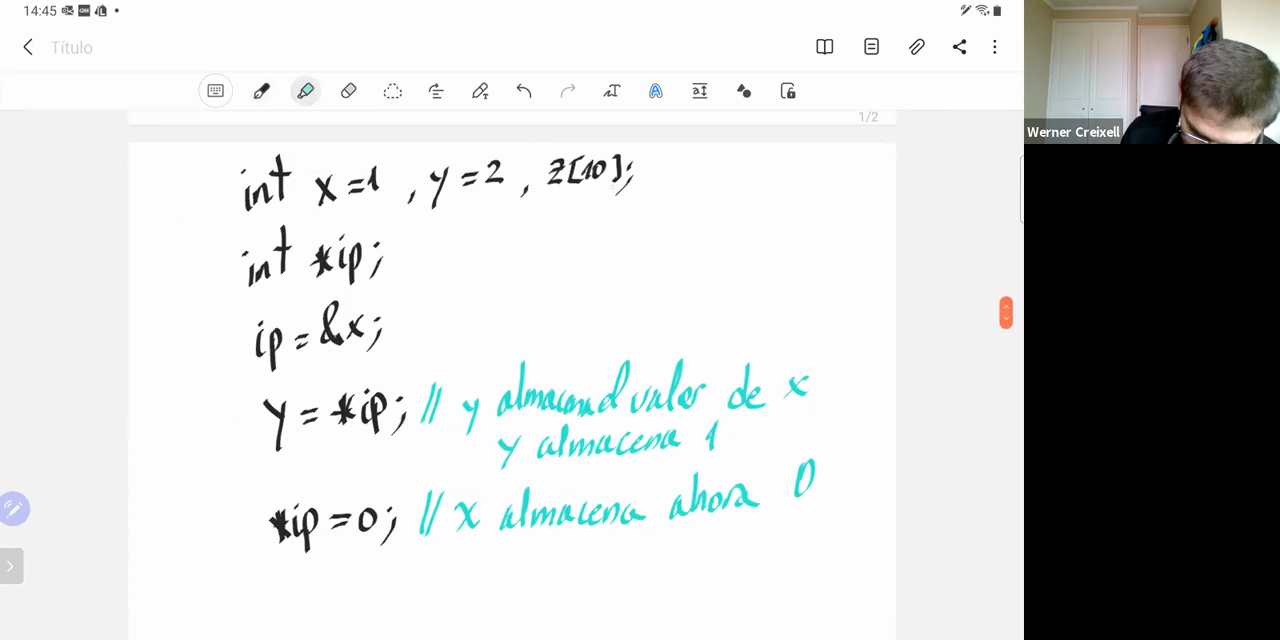 14:45
Título
1/2
int x=1, y=2, z[10];
int *ip;
ip=&x;
y=*ip; // y almacena el valor de x
y almacena 1
*ip=0; // x almacena ahora 0
Werner Creixell